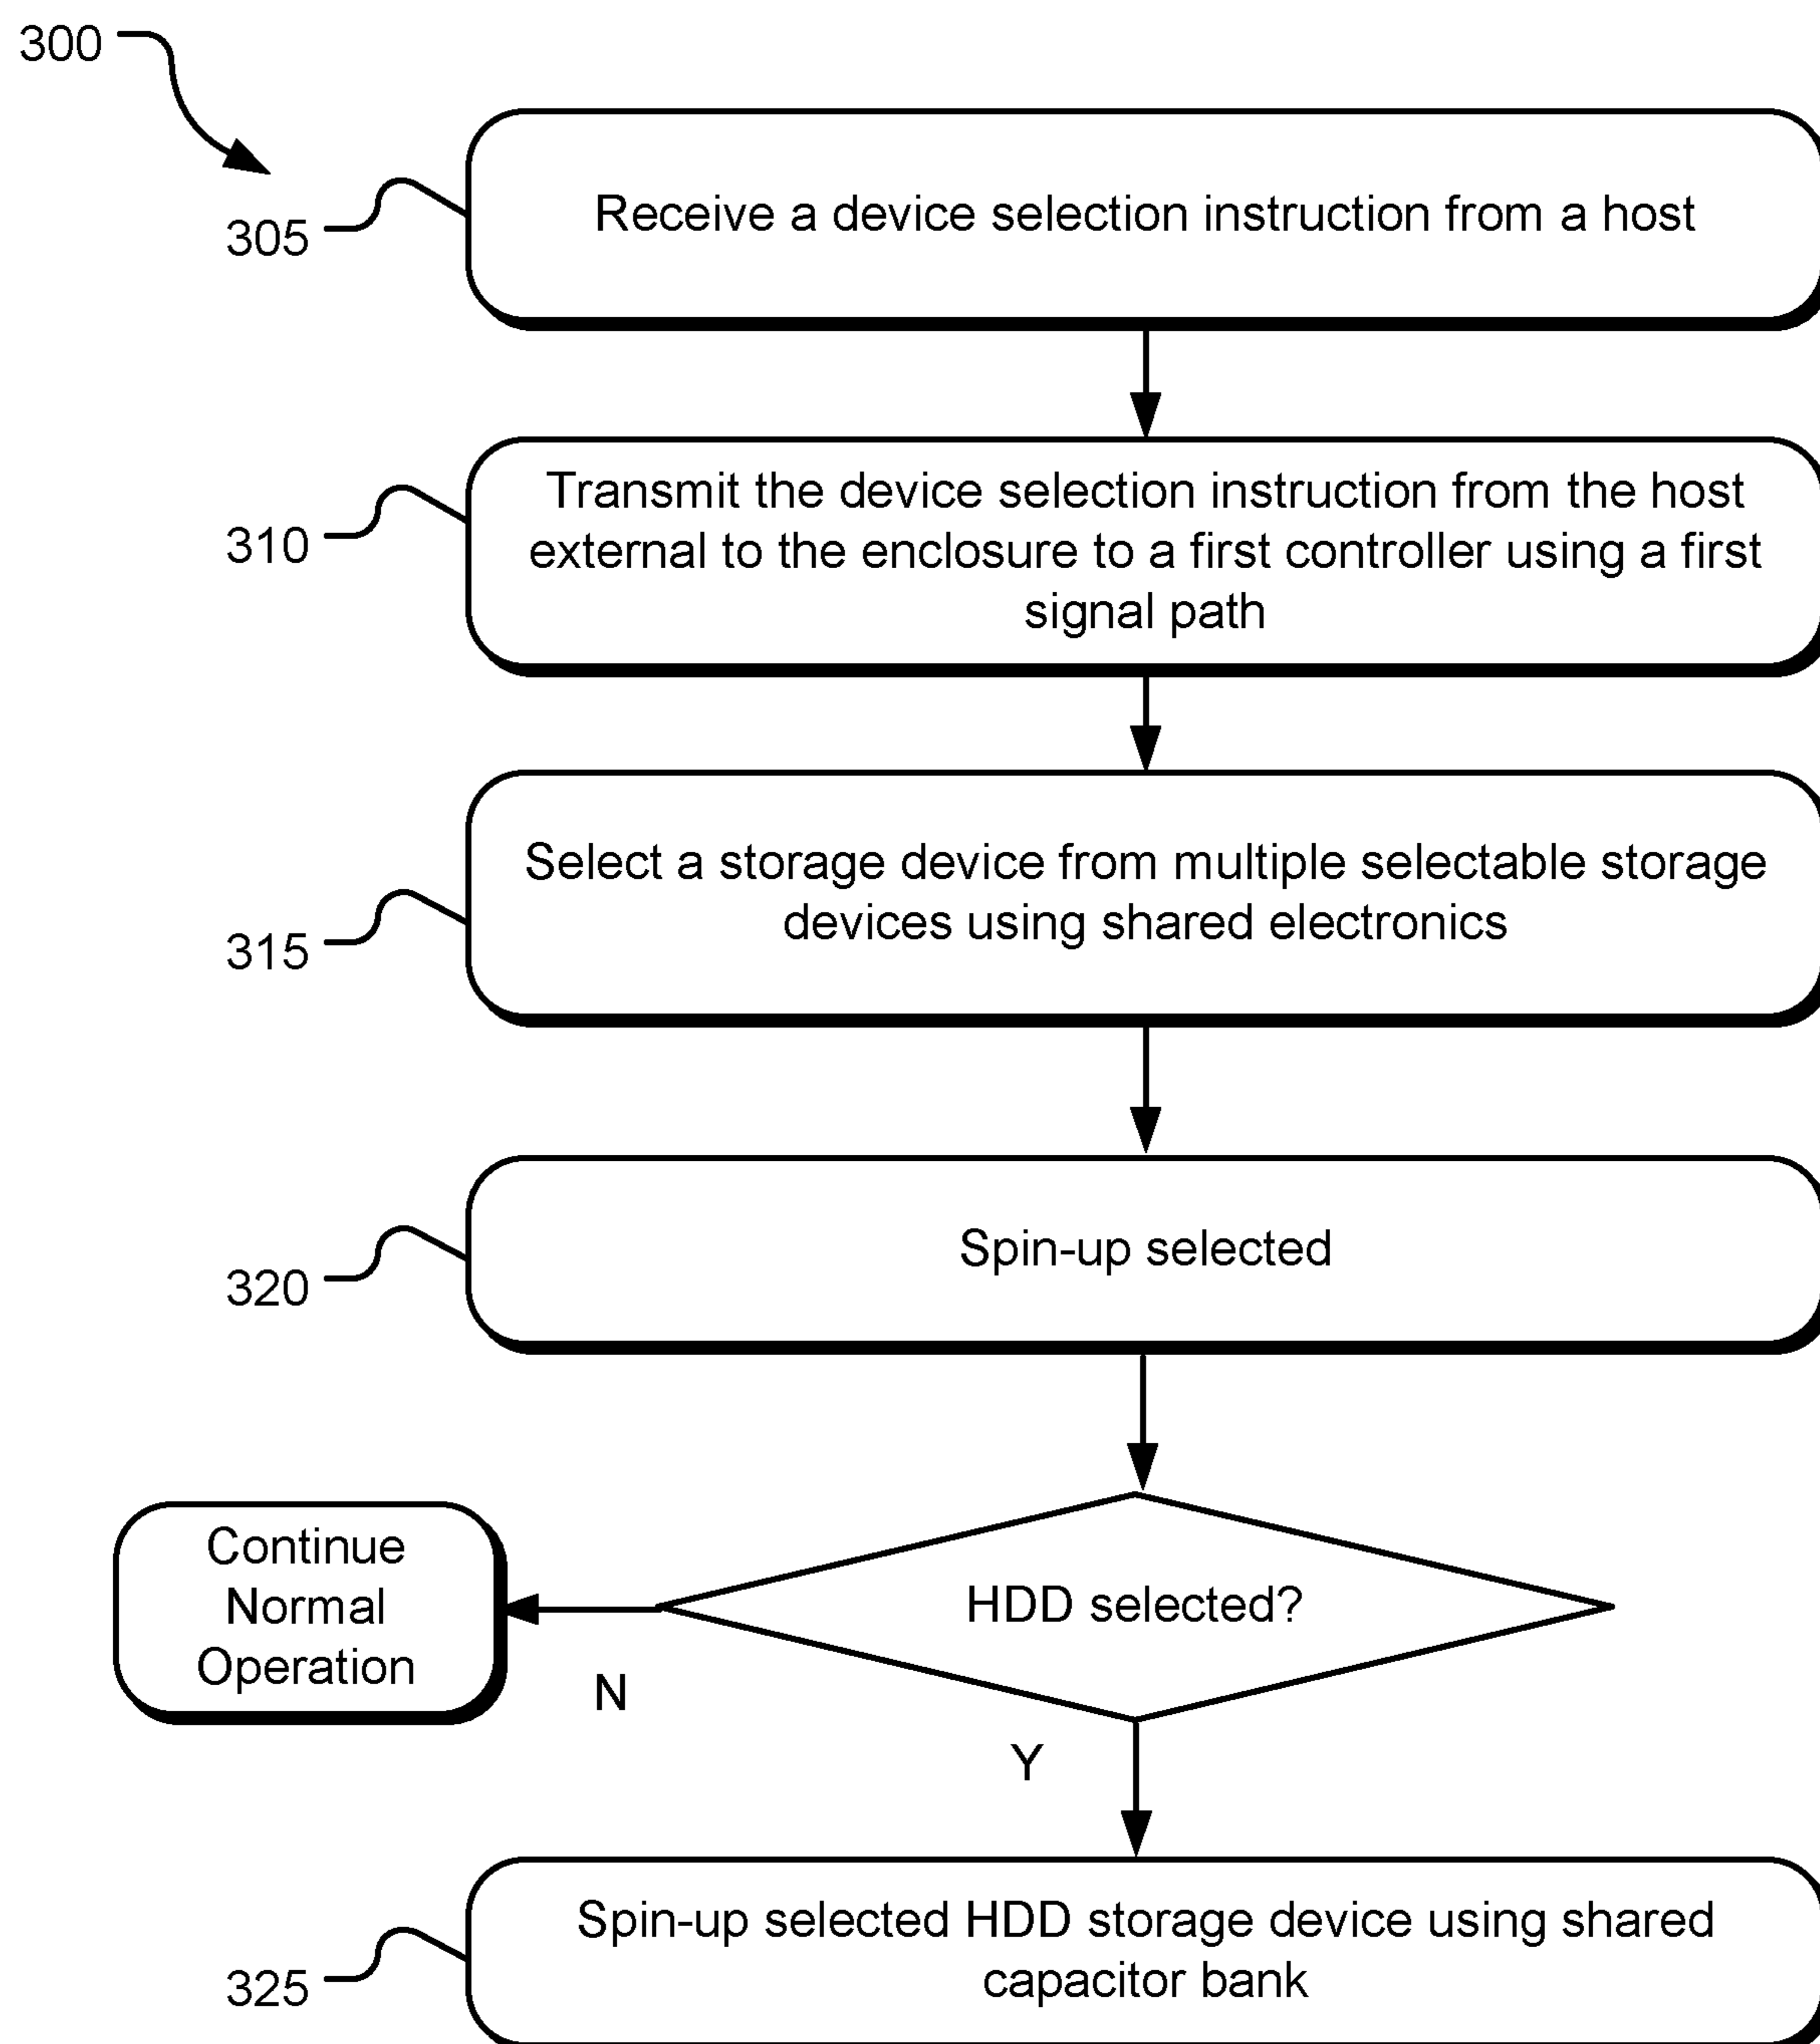 300
305
Receive a device selection instruction from a host
310
Transmit the device selection instruction from the host
external to the enclosure to a first controller using a first
signal path
315
Select a storage device from multiple selectable storage
devices using shared electronics
320
Spin-up selected
HDD selected?
Continue
Normal
Operation
N
Y
325
Spin-up selected HDD storage device using shared
capacitor bank